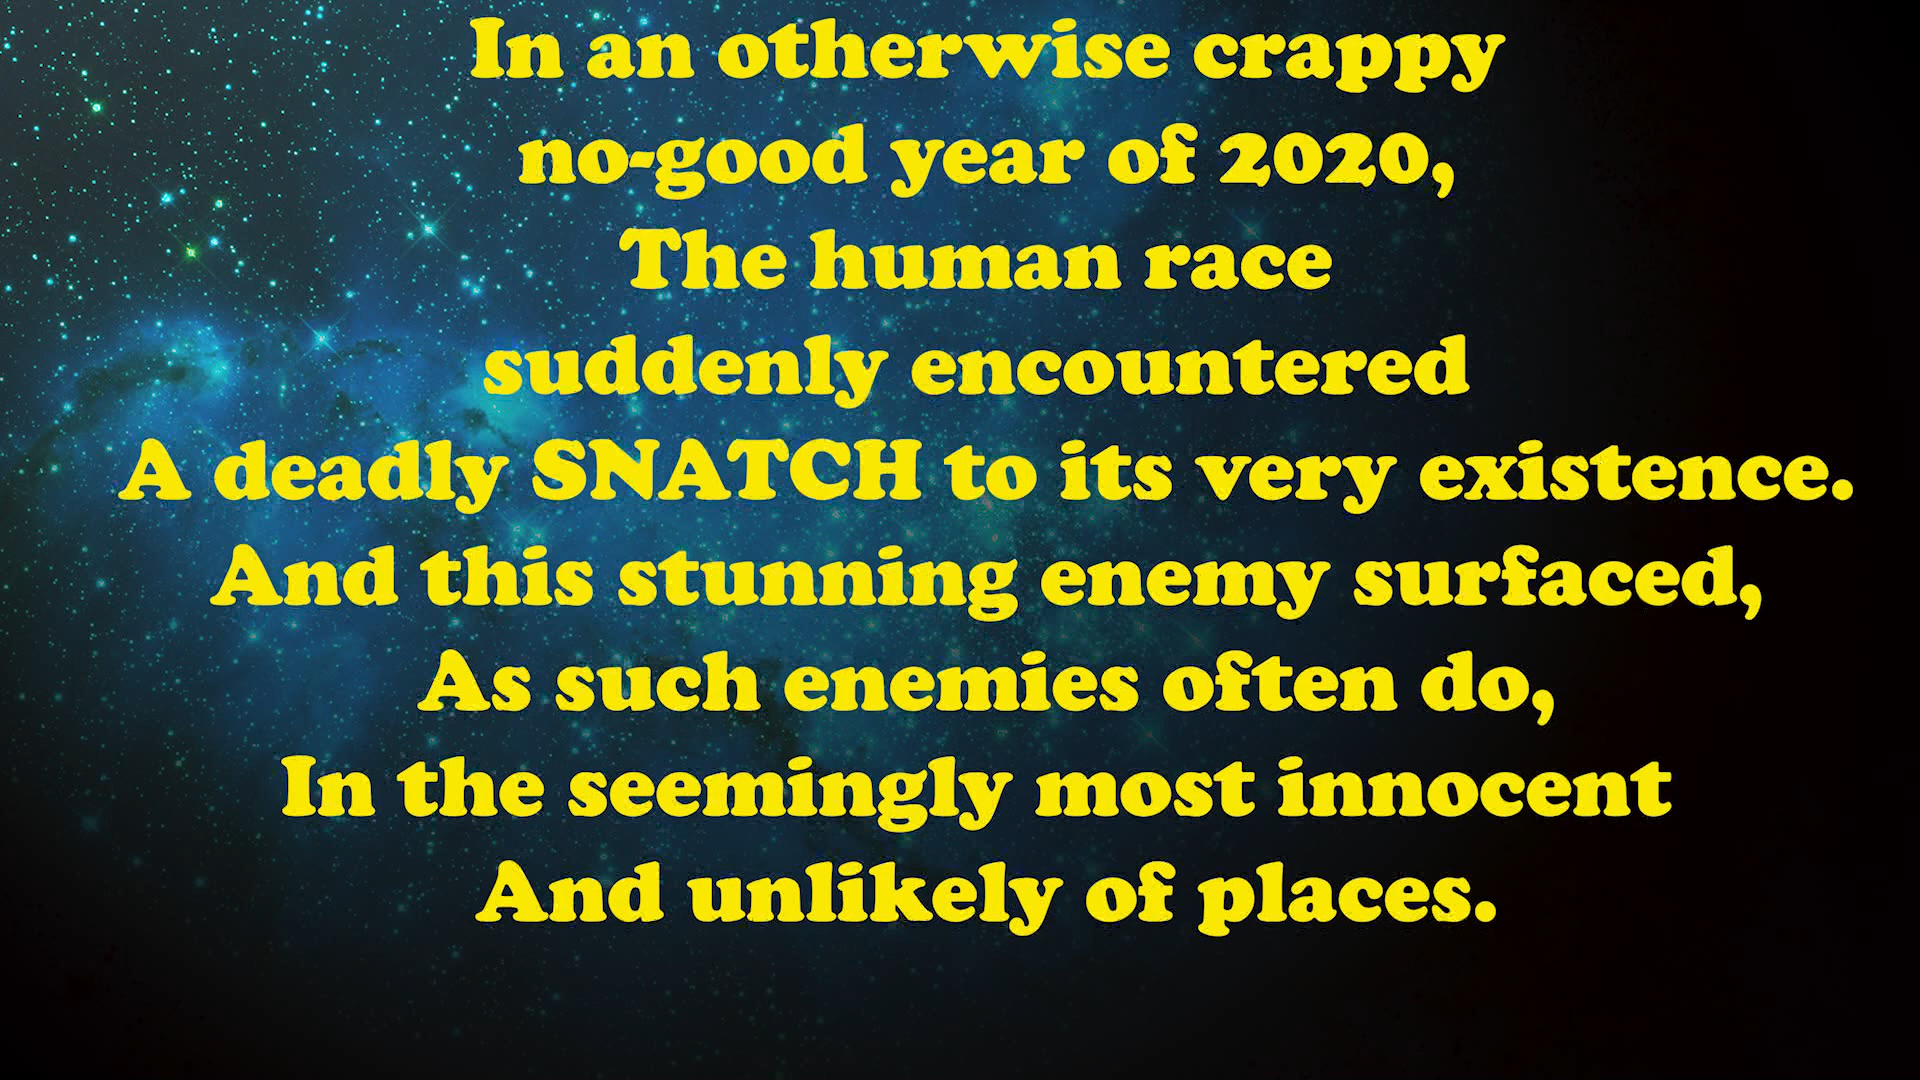 In an otherwise crappy
no-good year of 2020,
The human race
suddenly encountered
A deadly SNATCH to its very existence.
And this stunning enemy surfaced,
As such enemies often do,
In the seemingly most innocent
And unlikely of places.